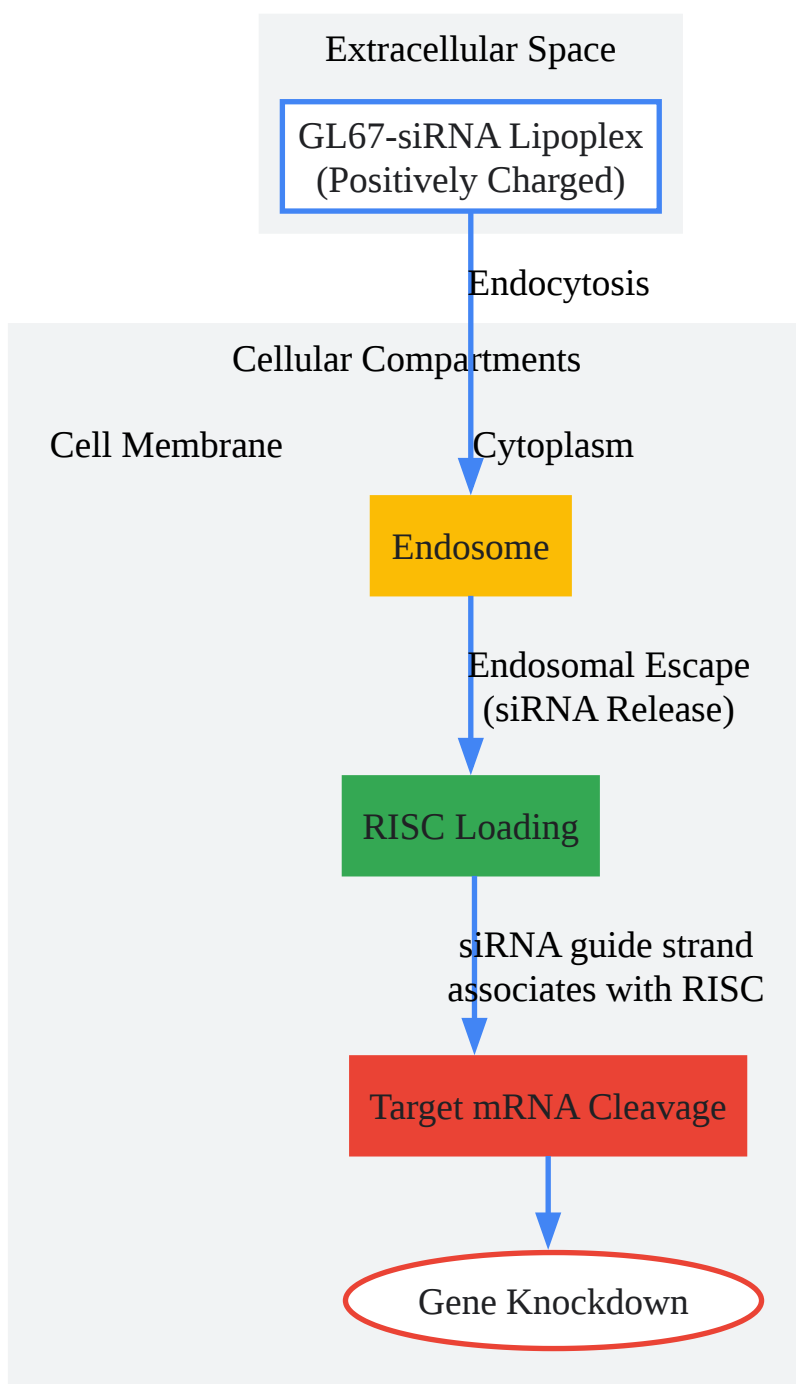 Extracellular Space
GL67-siRNA Lipoplex
(Positively Charged)
Endocytosis
Cellular Compartments
Cell Membrane
Cytoplasm
Endosome
Endosomal Escape
(siRNA Release)
RISC Loading
siRNA guide strand
associates with RISC
Target mRNA Cleavage
Gene Knockdown